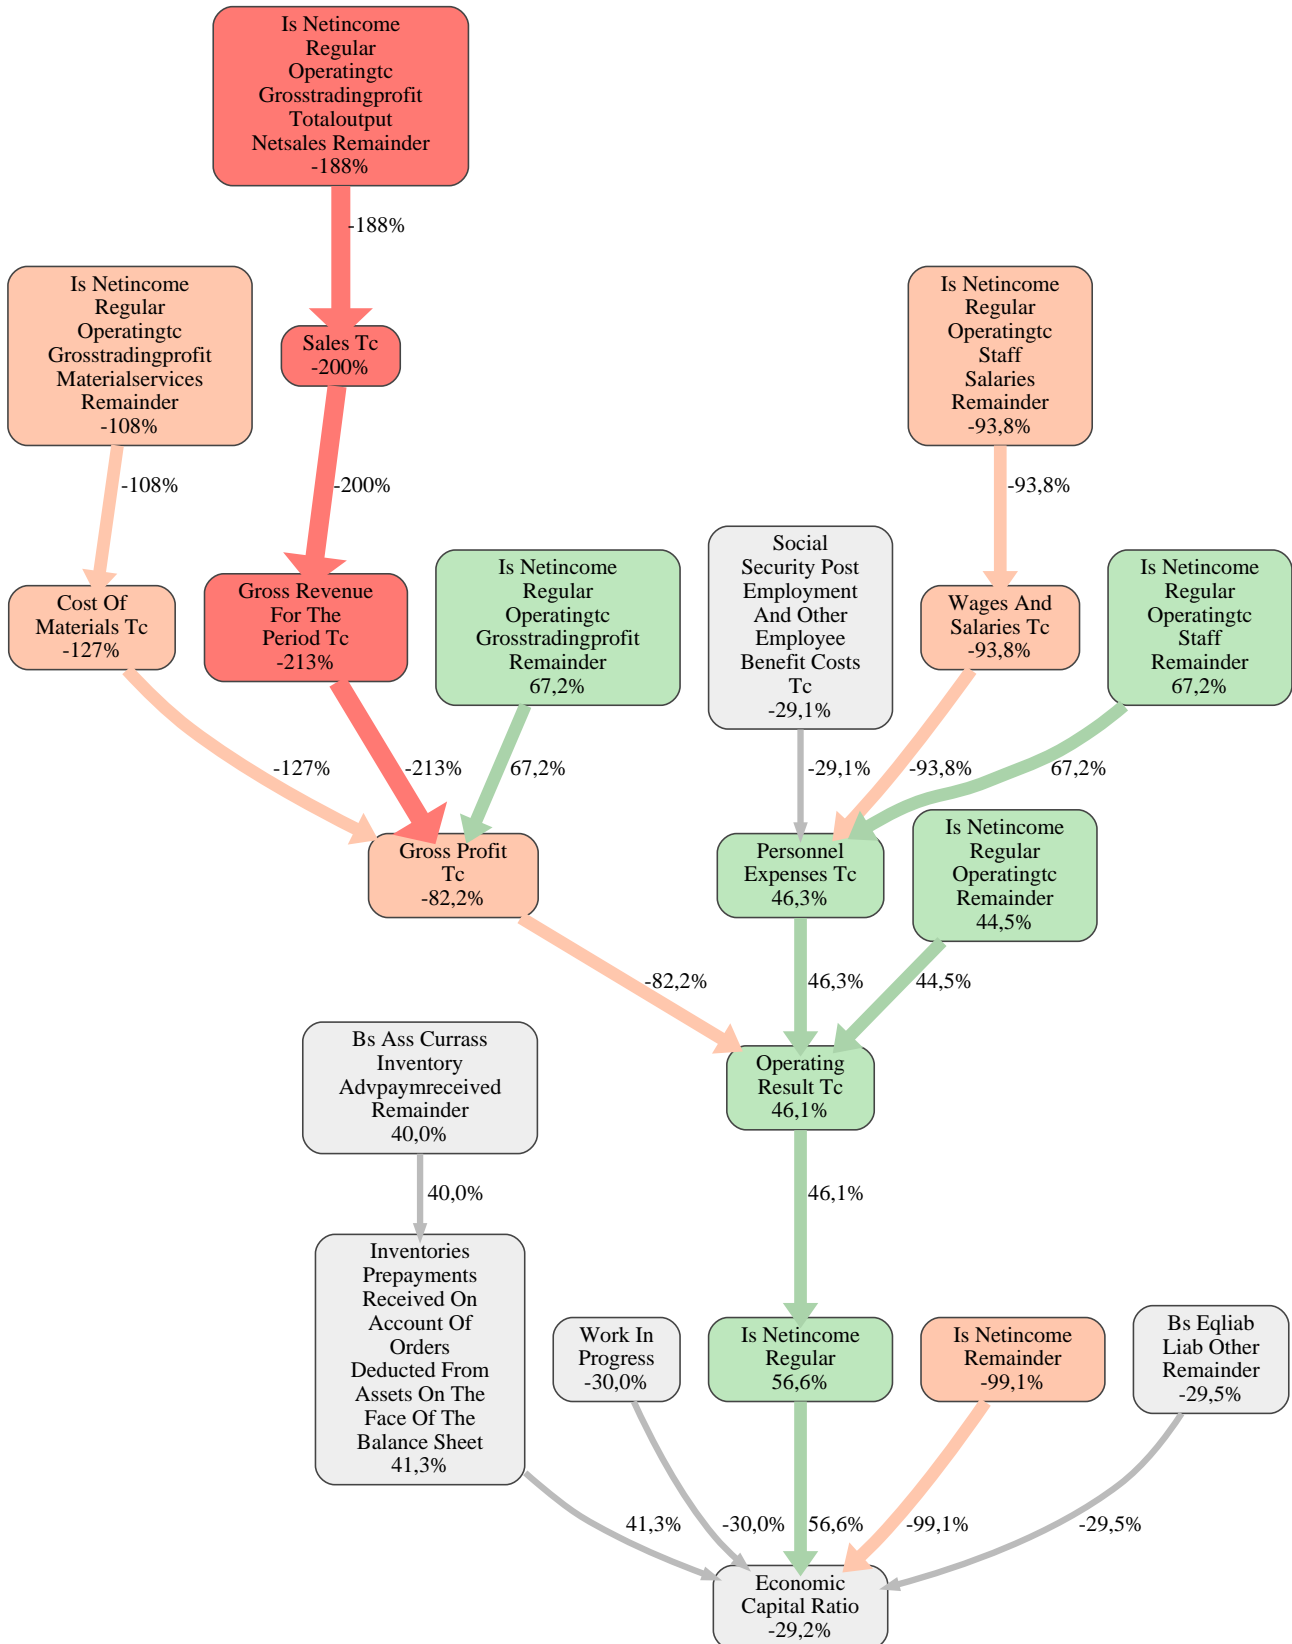 Is Netincome
Regular
Operatingtc
Grosstradingprofit
Totaloutput
Netsales Remainder
-188%
-188%
Is Netincome
Regular
Operatingtc
Grosstradingprofit
Materialservices
Remainder
-108%
Sales Tc
-200%
Is Netincome
Regular
Operatingtc
Staff
Salaries
Remainder
-93,8%
-108%
-200%
-93,8%
Cost Of
Materials Tc
-127%
Gross Revenue
For The
Period Tc
-213%
Is Netincome
Regular
Operatingtc
Grosstradingprofit
Remainder
67,2%
Social
Security Post
Employment
And Other
Employee
Benefit Costs
Tc
-29,1%
Wages And
Salaries Tc
-93,8%
Is Netincome
Regular
Operatingtc
Staff
Remainder
67,2%
-127%
-213%
67,2%
-29,1%
-93,8%
67,2%
Gross Profit
Tc
-82,2%
Personnel
Expenses Tc
46,3%
Is Netincome
Regular
Operatingtc
Remainder
44,5%
-82,2%
46,3%
44,5%
Bs Ass Currass
Inventory
Advpaymreceived
Remainder
40,0%
Operating
Result Tc
46,1%
40,0%
46,1%
Inventories
Prepayments
Received On
Account Of
Orders
Deducted From
Assets On The
Face Of The
Balance Sheet
41,3%
Work In
Progress
-30,0%
Is Netincome
Regular
56,6%
Is Netincome
Remainder
-99,1%
Bs Eqliab
Liab Other
Remainder
-29,5%
41,3%
-30,0%
56,6%
-99,1%
-29,5%
Economic
Capital Ratio
-29,2%